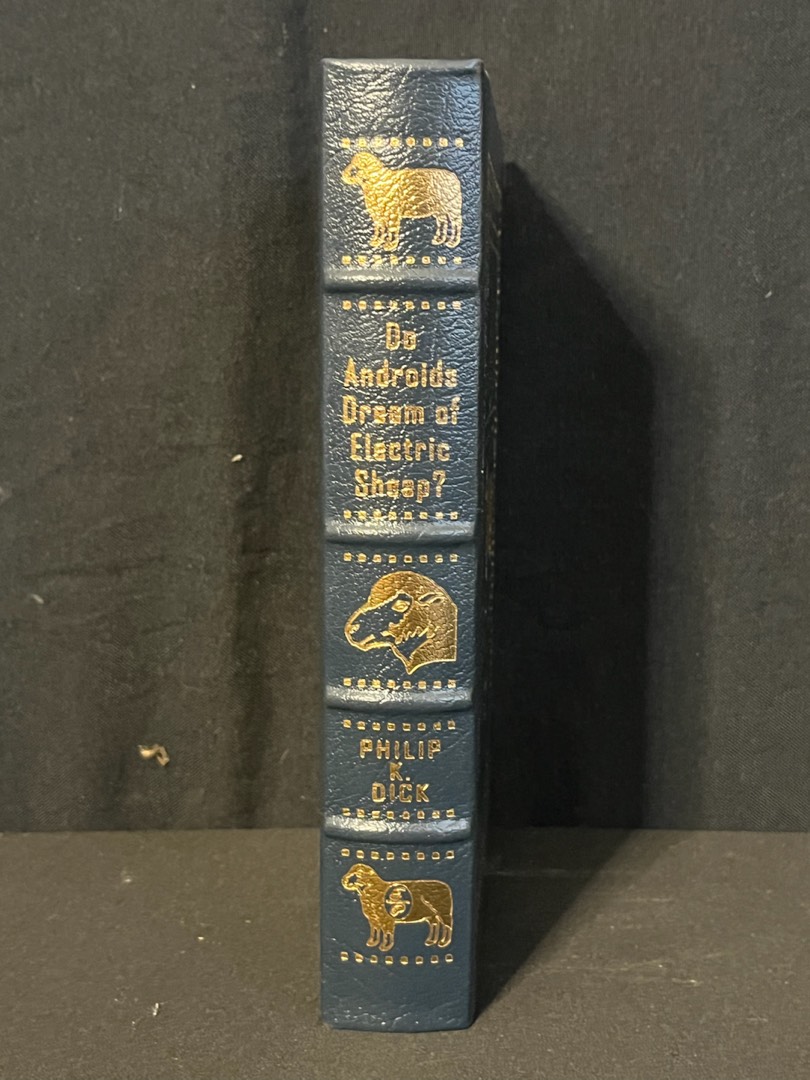 Do
Androids
Dream of
Electric
Sheep?
PHILIP
K.
DICK